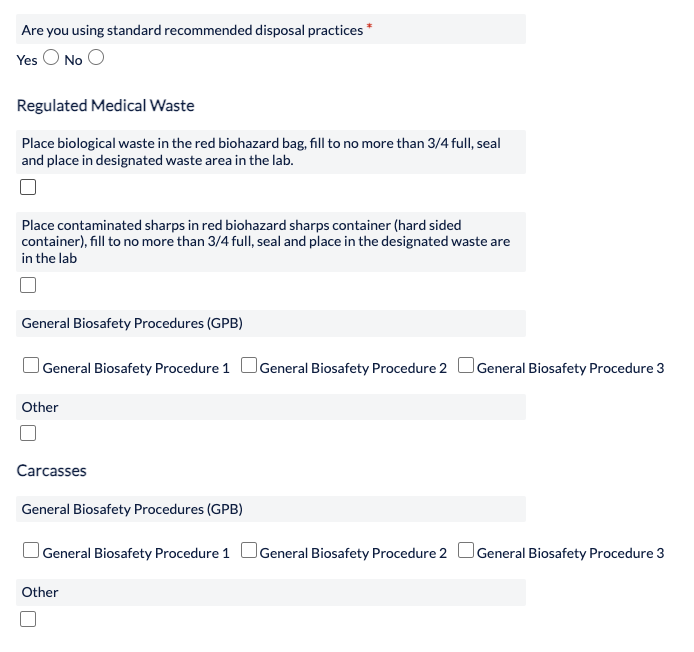 Are you using standard recommended disposal practices *
Yes No
Regulated Medical Waste
Place biological waste in the red biohazard bag, fill to no more than 3/4 full, seal
and place in designated waste area in the lab.
Place contaminated sharps in red biohazard sharps container (hard sided
container), fill to no more than 3/4 full, seal and place in the designated waste are
in the lab
General Biosafety Procedures (GPB)
General Biosafety Procedure 1 General Biosafety Procedure 2 General Biosafety Procedure 3
Other
Carcasses
General Biosafety Procedures (GPB)
General Biosafety Procedure 1 General Biosafety Procedure 2 General Biosafety Procedure 3
Other